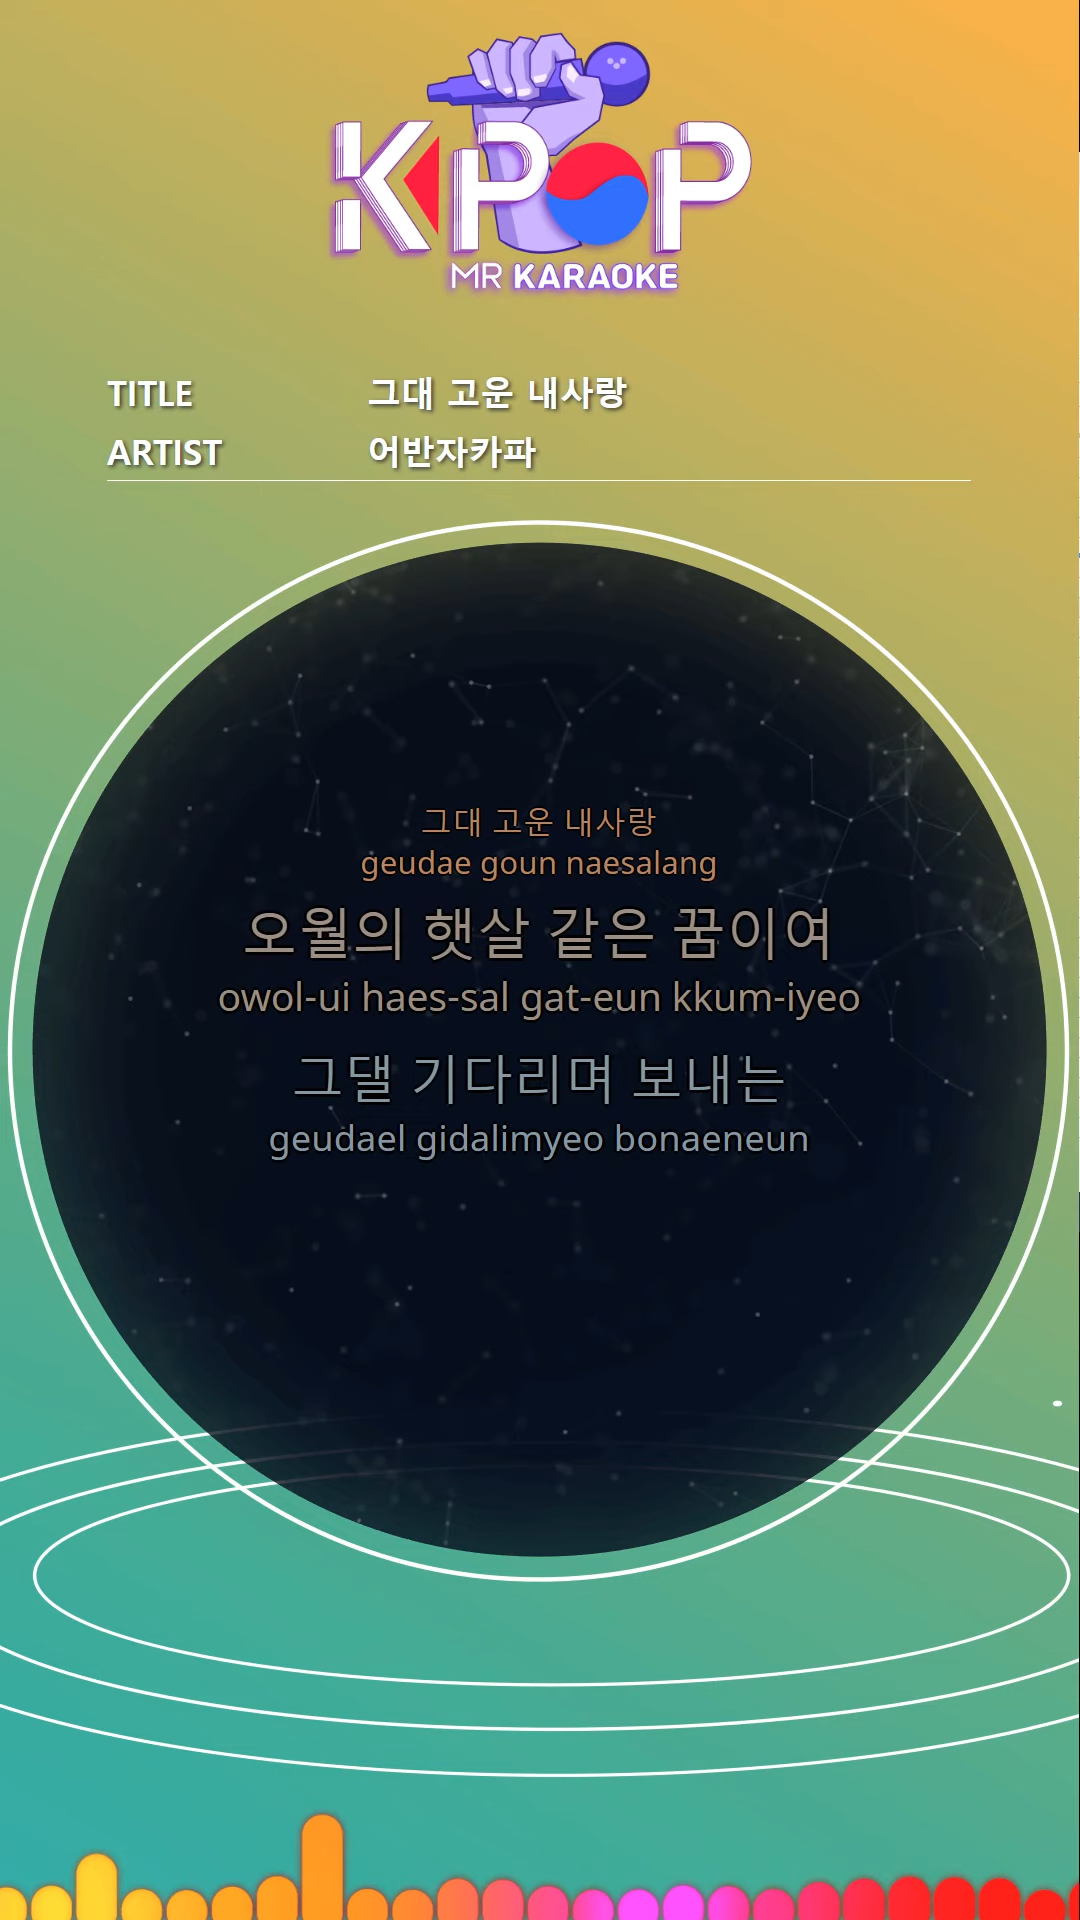 KPOP
MR KARAOKE
TITLE 그대 고운 내사랑
ARTIST 어반자카파
그대 고운 내사랑
geudae goun naesalang
오월의 햇살 같은 꿈이여
owol-ui haes-sal gat-eun kkum-iyeo
그댈 기다리며 보내는
geudael gidalimyeo bonaeneun